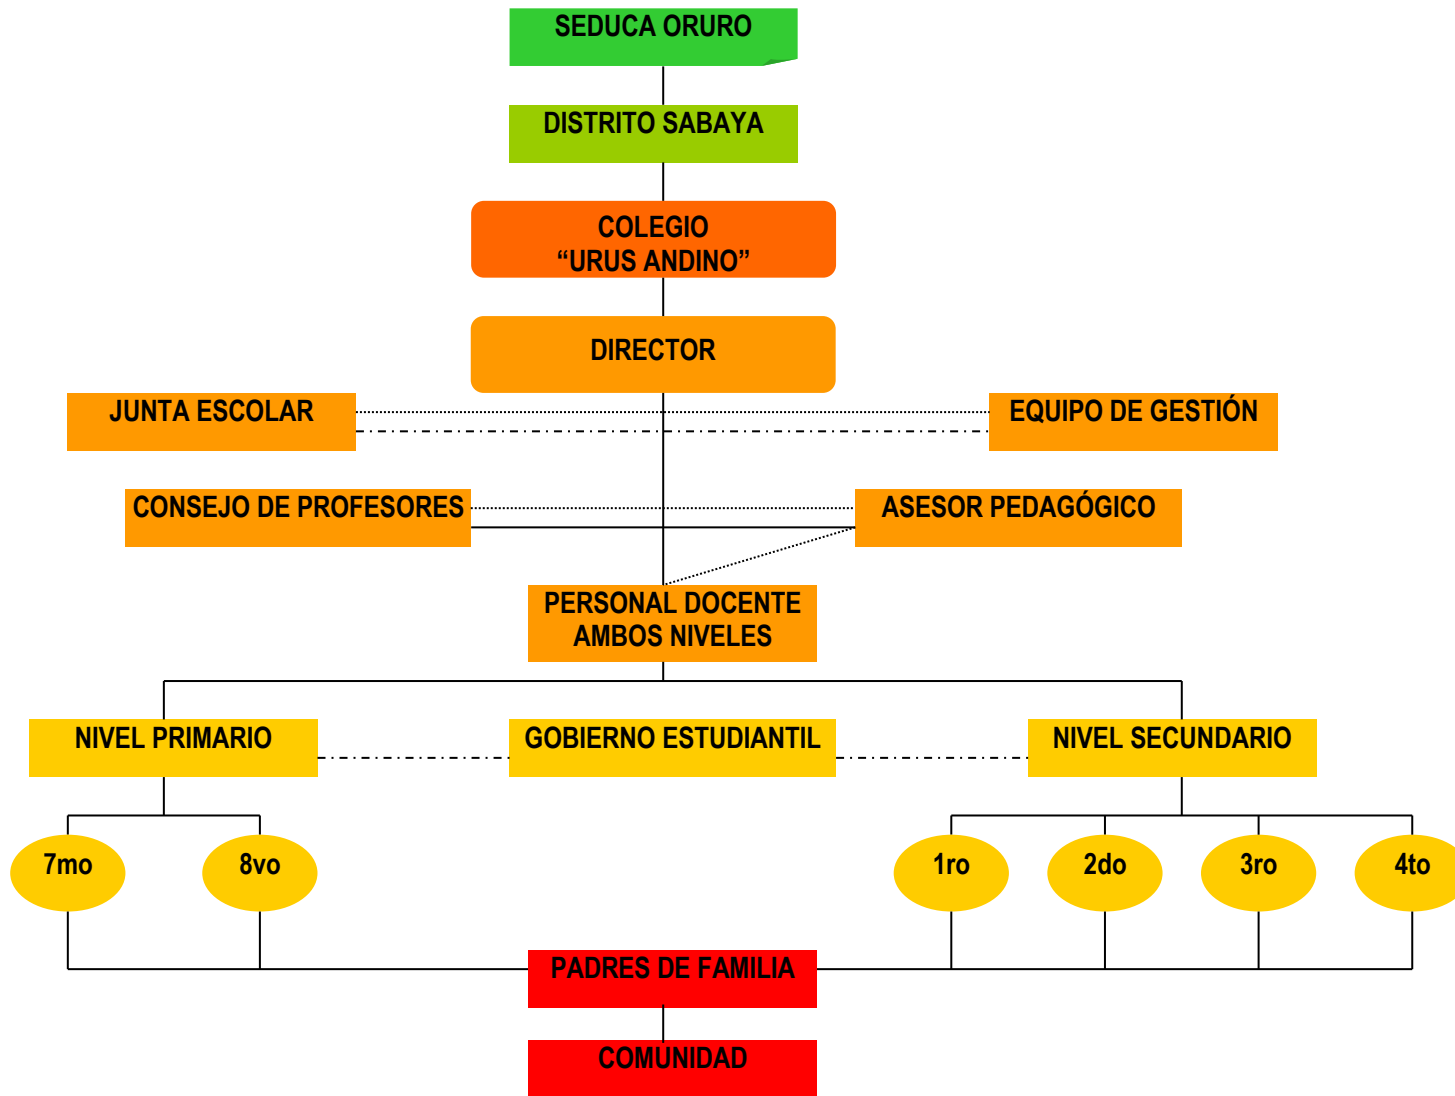 SEDUCA ORURO
DISTRITO SABAYA
COLEGIO
“URUS ANDINO”
DIRECTOR
JUNTA ESCOLAR
EQUIPO DE GESTIÓN
CONSEJO DE PROFESORES
ASESOR PEDAGÓGICO
PERSONAL DOCENTE
AMBOS NIVELES
NIVEL PRIMARIO
GOBIERNO ESTUDIANTIL
NIVEL SECUNDARIO
7mo
8vo
1ro
2do
3ro
4to
PADRES DE FAMILIA
COMUNIDAD